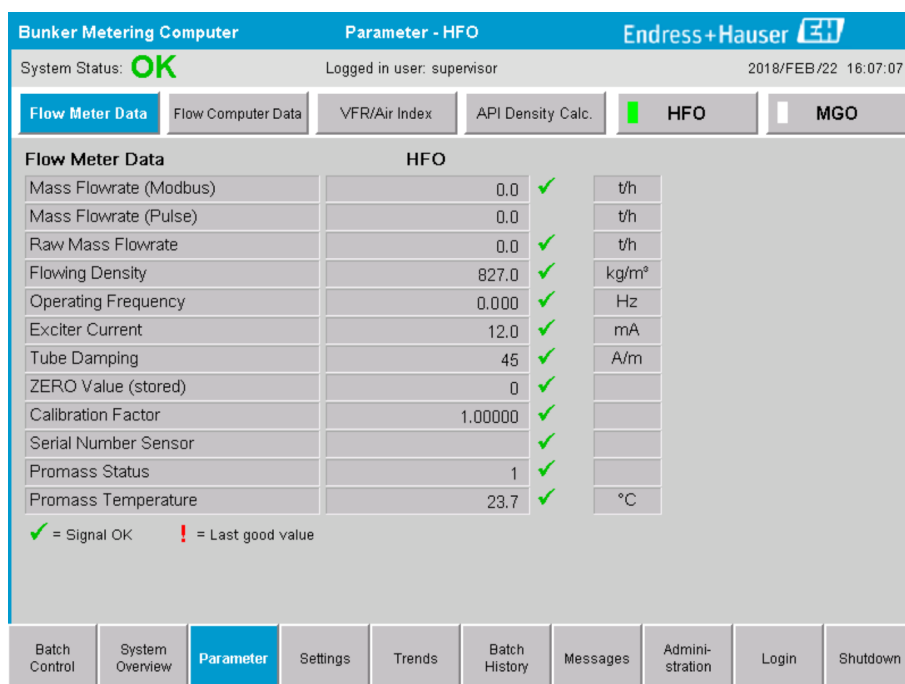 Bunker Metering Computer Parameter - HFO Endress+Hauser EH
System Status: OK Logged in user: supervisor 2018/FEB/22 16:07:07
Flow Meter Data Flow Computer Data VFR/Air Index API Density Calc. HFO MGO
Flow Meter Data HFO
Mass Flowrate (Modbus) 0.0 ✓ t/h
Mass Flowrate (Pulse) 0.0 t/h
Raw Mass Flowrate 0.0 ✓ t/h
Flowing Density 827.0 ✓ kg/m³
Operating Frequency 0.000 ✓ Hz
Exciter Current 12.0 ✓ mA
Tube Damping 45 ✓ A/m
ZERO Value (stored) 0 ✓
Calibration Factor 1.00000 ✓
Serial Number Sensor ✓
Promass Status 1 ✓
Promass Temperature 23.7 ✓ °C
✓ = Signal OK ! = Last good value
Batch Control System Overview Parameter Settings Trends Batch History Messages Admini-stration Login Shutdown